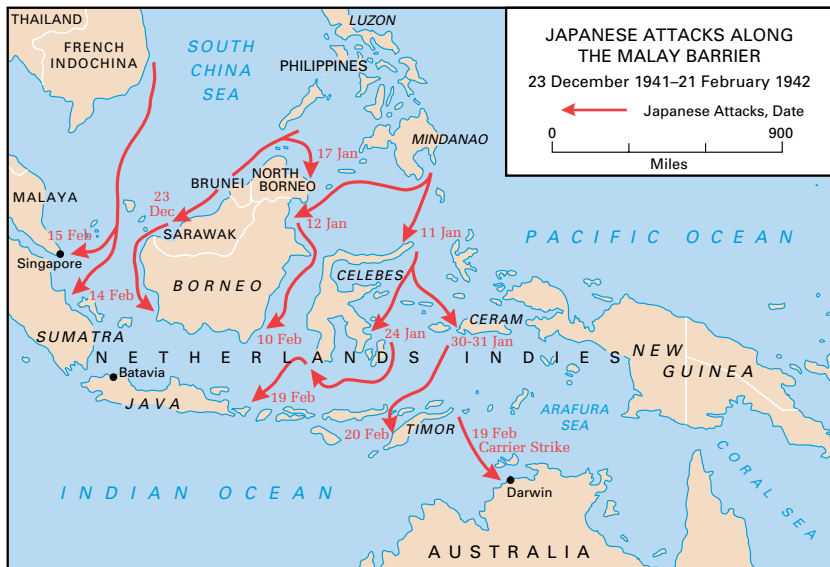 THAILAND
FRENCH
INDOCHINA
SOUTH
CHINA
SEA
LUZON
PHILIPPINES
MINDANAO
JAPANESE ATTACKS ALONG
THE MALAY BARRIER
23 December 1941–21 February 1942
Japanese Attacks, Date
0 900
Miles
17 Jan
NORTH
BORNEO
BRUNEI
23
Dec
MALAYA
SARAWAK
12 Jan
11 Jan
15 Feb
Singapore
PACIFIC OCEAN
BORNEO
CELEBES
14 Feb
SUMATRA
10 Feb
24 Jan
CERAM
30-31 Jan
NETHERLANDS INDIES
NEW
GUINEA
Batavia
JAVA
19 Feb
20 Feb
TIMOR
19 Feb
Carrier Strike
ARAFURA
SEA
Darwin
INDIAN OCEAN
CORAL SEA
AUSTRALIA